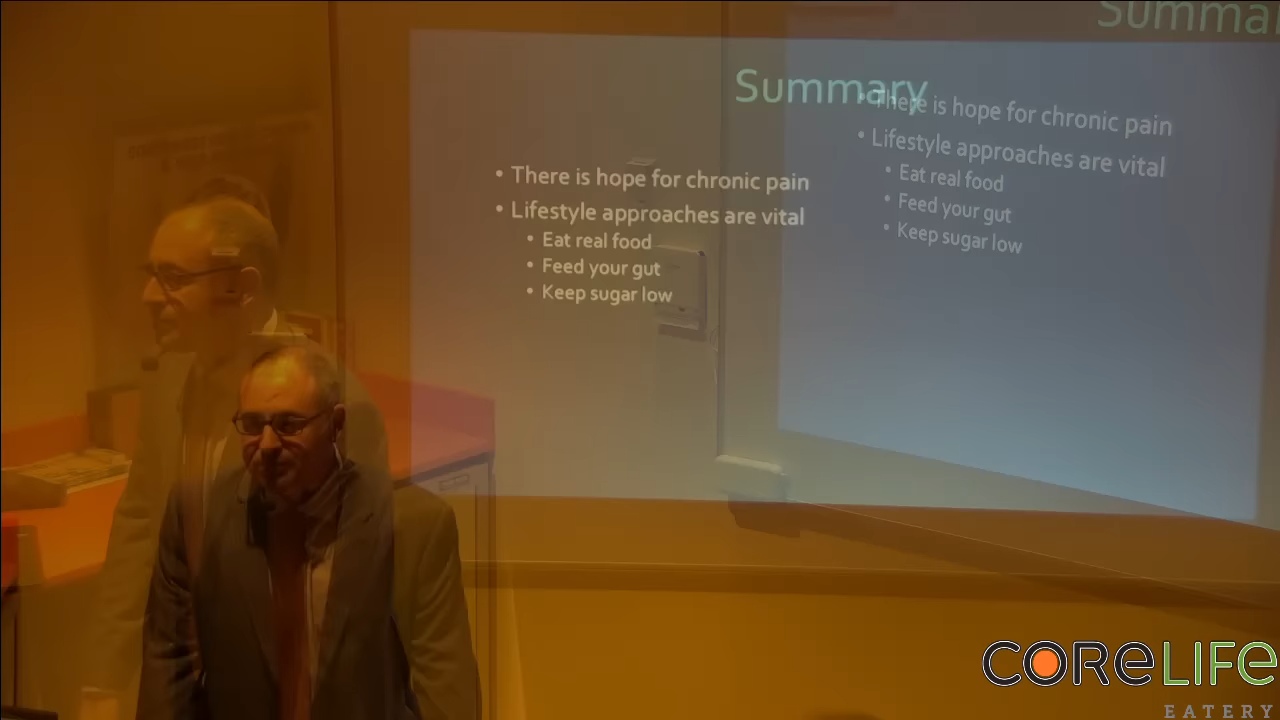 Summary
• There is hope for chronic pain
• Lifestyle approaches are vital
• Eat real food
• Feed your gut
• Keep sugar low
Summa
• There is hope for chronic pain
• Lifestyle approaches are vital
• Eat real food
• Feed your gut
• Keep sugar low
CORELIFE
EATERY